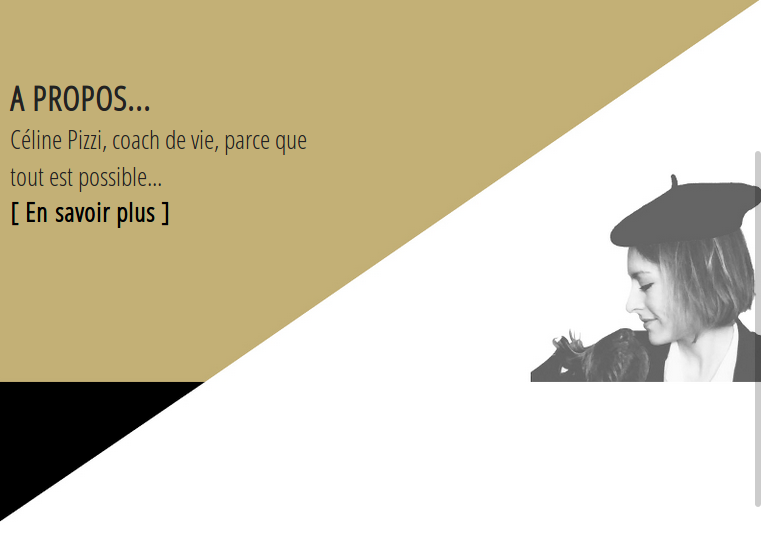 A PROPOS...
Céline Pizzi, coach de vie, parce que
tout est possible...
[ En savoir plus ]